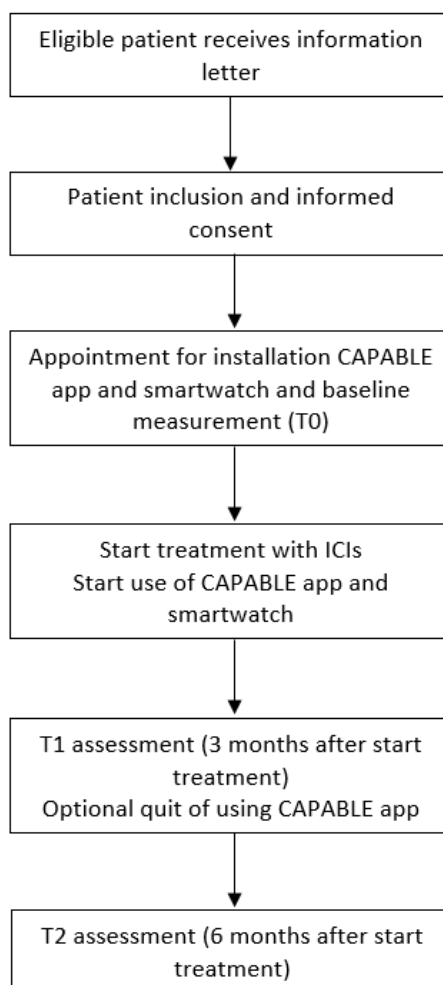 Eligible patient receives information
letter
Patient inclusion and informed
consent
Appointment for installation CAPABLE
app and smartwatch and baseline
measurement (T0)
Start treatment with ICIs
Start use of CAPABLE app and
smartwatch
T1 assessment (3 months after start
treatment)
Optional quit of using CAPABLE app
T2 assessment (6 months after start
treatment)